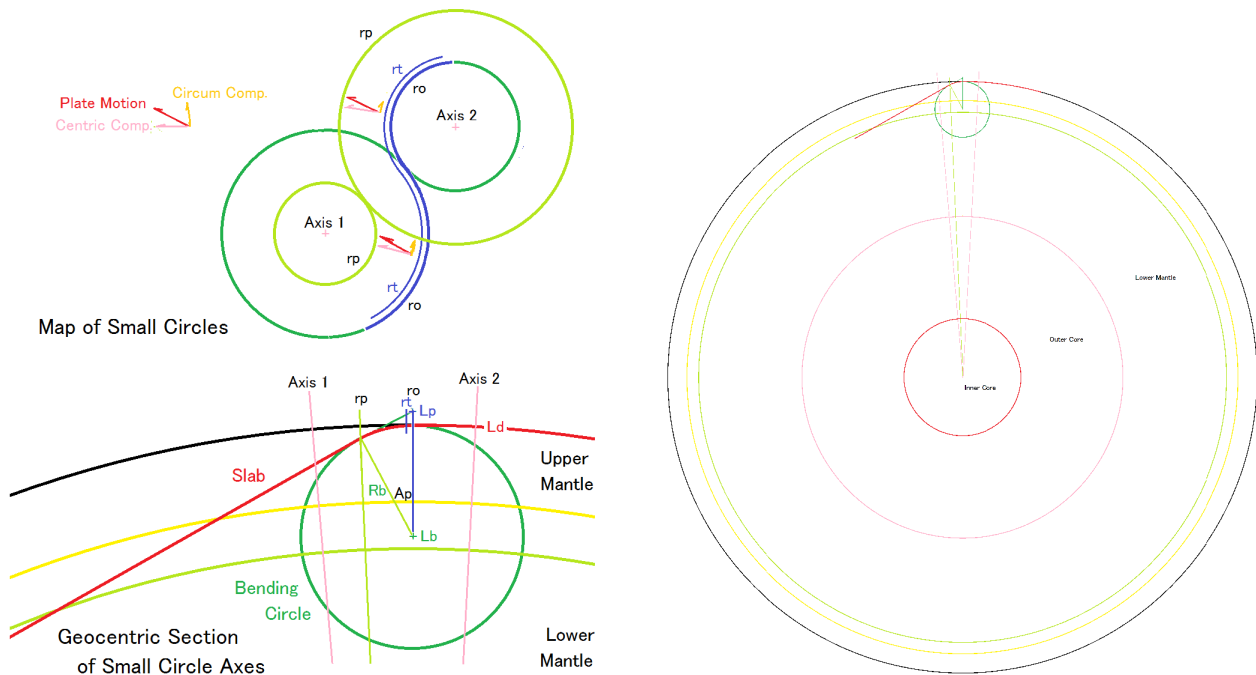 rp
rt
ro
Circum Comp.
Plate Motion
Centric Comp.
Axis 2
Axis 1
rp
rt
ro
Map of Small Circles
Axis 1
rp
ro
rt
Lp
Axis 2
Ld
Slab
Upper
Mantle
Rb
Ap
Lb
Bending
Circle
Geocentric Section
of Small Circle Axes
Lower
Mantle
Lower Mantle
Outer Core
Inner Core